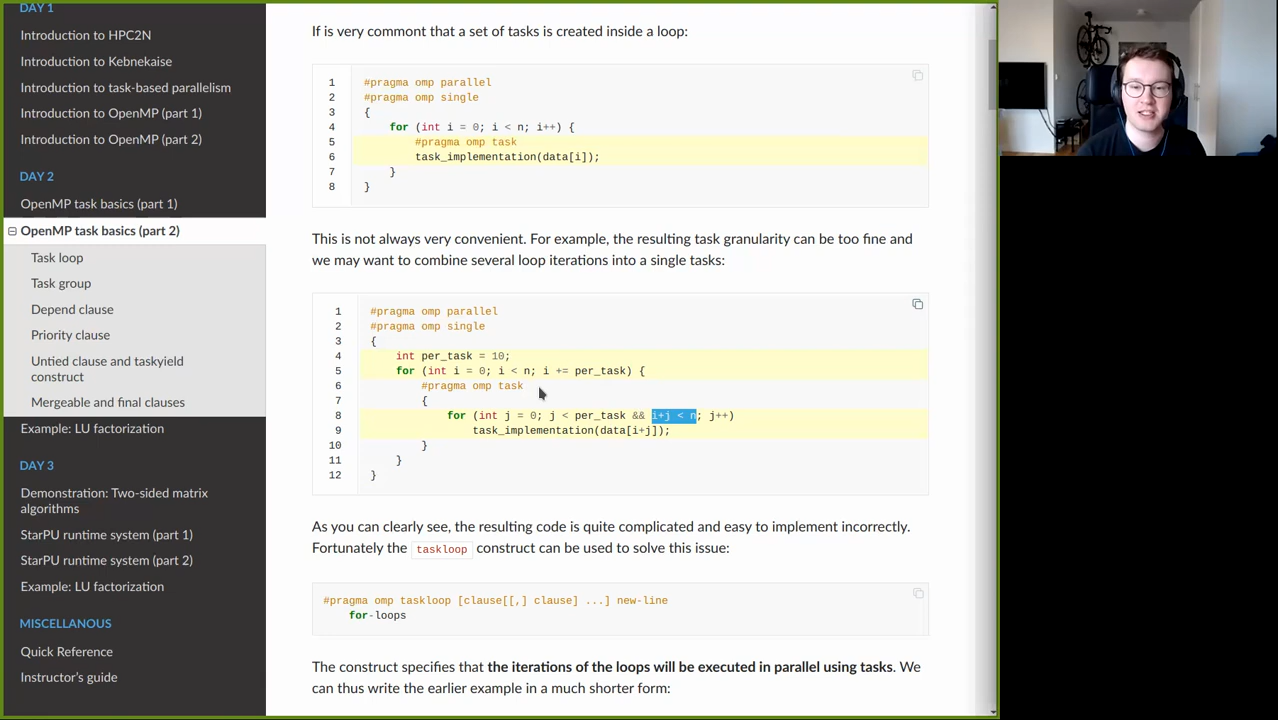 DAY 1
Introduction to HPC2N
Introduction to Kebnekaise
Introduction to task-based parallelism
Introduction to OpenMP (part 1)
Introduction to OpenMP (part 2)
DAY 2
OpenMP task basics (part 1)
OpenMP task basics (part 2)
Task loop
Task group
Depend clause
Priority clause
Untied clause and taskyield
construct
Mergeable and final clauses
Example: LU factorization
DAY 3
Demonstration: Two-sided matrix
algorithms
StarPU runtime system (part 1)
StarPU runtime system (part 2)
Example: LU factorization
MISCELLANOUS
Quick Reference
Instructor's guide
If is very commont that a set of tasks is created inside a loop:
1 #pragma omp parallel
2 #pragma omp single
3 {
4 for (int i = 0; i < n; i++) {
5 #pragma omp task
6 task_implementation(data[i]);
7 }
8 }
This is not always very convenient. For example, the resulting task granularity can be too fine and
we may want to combine several loop iterations into a single tasks:
1 #pragma omp parallel
2 #pragma omp single
3 {
4 int per_task = 10;
5 for (int i = 0; i < n; i += per_task) {
6 #pragma omp task
7 {
8 for (int j = 0; j < per_task && i+j < n; j++)
9 task_implementation(data[i+j]);
10 }
11 }
12 }
As you can clearly see, the resulting code is quite complicated and easy to implement incorrectly.
Fortunately the taskloop construct can be used to solve this issue:
#pragma omp taskloop [clause[[,] clause] ...] new-line
for-loops
The construct specifies that the iterations of the loops will be executed in parallel using tasks. We
can thus write the earlier example in a much shorter form: